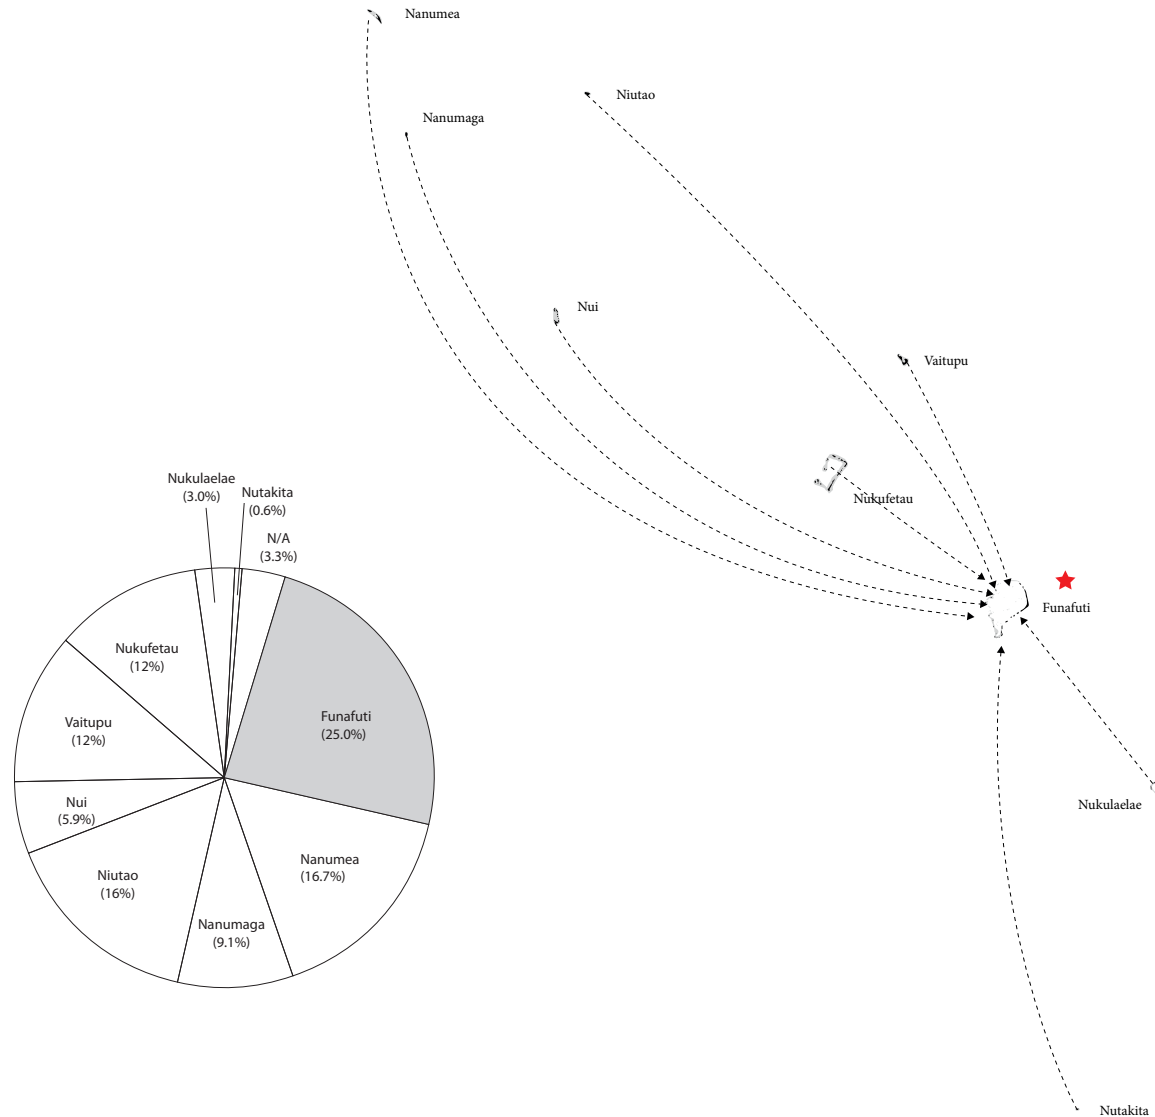 Nanumea
Niutao
Nanumaga
Nui
Vaitupu
Nukufetau
Funafuti
Nukulaelae
Nutakita
Nukulaelae
(3.0%)
Nutakita
(0.6%)
N/A
(3.3%)
Funafuti
(25.0%)
Nanumea
(16.7%)
Nanumaga
(9.1%)
Niutao
(16%)
Nui
(5.9%)
Vaitupu
(12%)
Nukufetau
(12%)